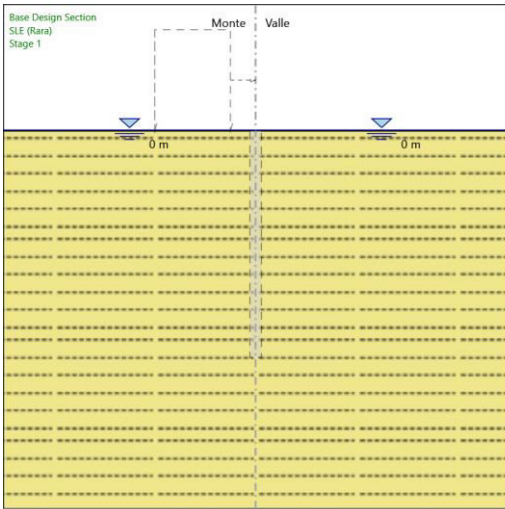 Base Design Section
SLE (Rara)
Stage 1
Monte Valle
0 m 0 m